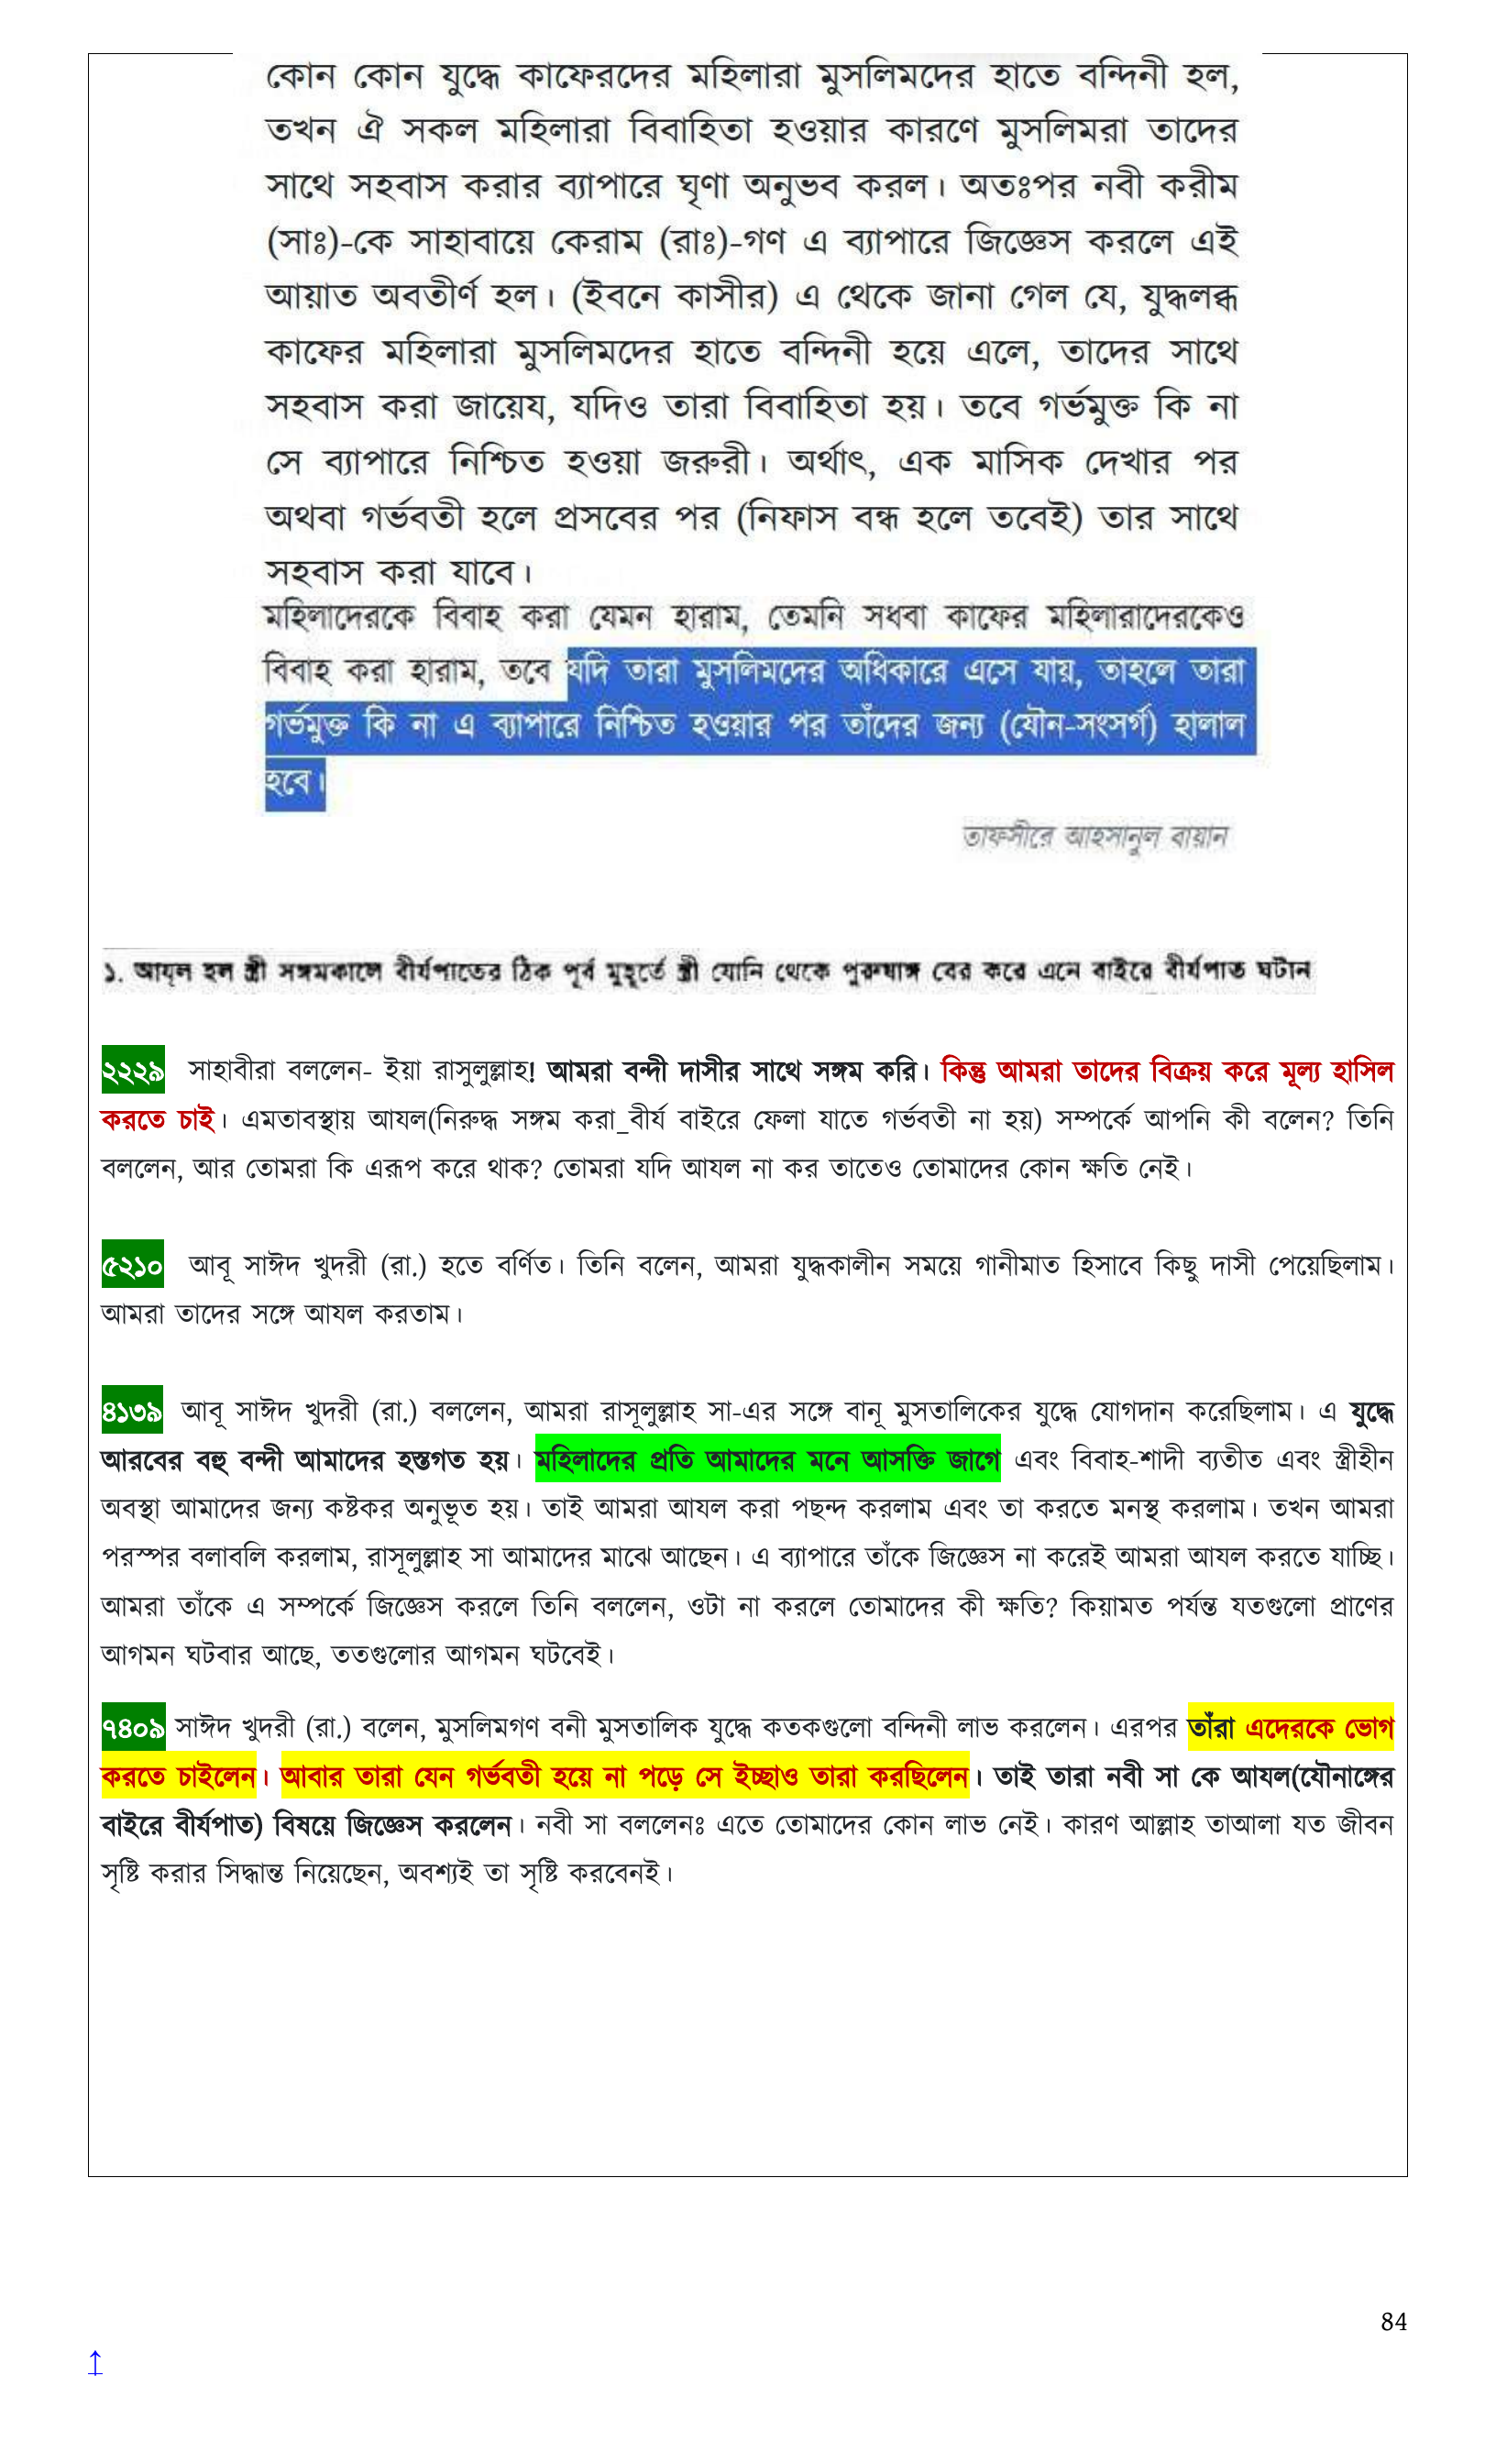 কোন কোন যুদ্ধে কাফেরদের মহিলারা মুসলিমদের হাতে বন্দিনী হল,
তখন ঐ সকল মহিলারা বিবাহিতা হওয়ার কারণে মুসলিমরা তাদের
সাথে সহবাস করার ব্যাপারে ঘৃণা অনুভব করল। অতঃপর নবী করীম
(সাঃ)-কে সাহাবায়ে কেরাম (রাঃ)-গণ এ ব্যাপারে জিজ্ঞেস করলে এই
আয়াত অবতীর্ণ হল। (ইবনে কাসীর) এ থেকে জানা গেল যে, যুদ্ধলব্ধ
কাফের মহিলারা মুসলিমদের হাতে বন্দিনী হয়ে এলে, তাদের সাথে
সহবাস করা জায়েয, যদিও তারা বিবাহিতা হয়। তবে গর্ভমুক্ত কি না
সে ব্যাপারে নিশ্চিত হওয়া জরুরী। অর্থাৎ, এক মাসিক দেখার পর
অথবা গর্ভবতী হলে প্রসবের পর (নিফাস বন্ধ হলে তবেই) তার সাথে
সহবাস করা যাবে।
মহিলাদেরকে বিবাহ করা যেমন হারাম, তেমনি সধবা কাফের মহিলারাদেরকেও
বিবাহ করা হারাম, তবে যদি তারা মুসলিমদের অধিকারে এসে যায়, তাহলে তারা
গর্ভমুক্ত কি না এ ব্যাপারে নিশ্চিত হওয়ার পর তাঁদের জন্য (যৌন-সংসর্গ) হালাল
হবে।
তাফসীরে আহসানুল বায়ান
১. আয্‌ল হল স্ত্রী সঙ্গমকালে বীর্যপাতের ঠিক পূর্ব মুহূর্তে স্ত্রী যোনি থেকে পুরুষাঙ্গ বের করে এনে বাইরে বীর্যপাত ঘটান
২২২৯ সাহাবীরা বললেন- ইয়া রাসুলুল্লাহ! আমরা বন্দী দাসীর সাথে সঙ্গম করি। কিন্তু আমরা তাদের বিক্রয় করে মূল্য হাসিল
করতে চাই। এমতাবস্থায় আযল(নিরুদ্ধ সঙ্গম করা_বীর্য বাইরে ফেলা যাতে গর্ভবতী না হয়) সম্পর্কে আপনি কী বলেন? তিনি
বললেন, আর তোমরা কি এরূপ করে থাক? তোমরা যদি আযল না কর তাতেও তোমাদের কোন ক্ষতি নেই।
৫২১০ আবূ সাঈদ খুদরী (রা.) হতে বর্ণিত। তিনি বলেন, আমরা যুদ্ধকালীন সময়ে গানীমাত হিসাবে কিছু দাসী পেয়েছিলাম।
আমরা তাদের সঙ্গে আযল করতাম।
৪১৩৯ আবূ সাঈদ খুদরী (রা.) বললেন, আমরা রাসূলুল্লাহ সা-এর সঙ্গে বানূ মুসতালিকের যুদ্ধে যোগদান করেছিলাম। এ যুদ্ধে
আরবের বহু বন্দী আমাদের হস্তগত হয়। মহিলাদের প্রতি আমাদের মনে আসক্তি জাগে এবং বিবাহ-শাদী ব্যতীত এবং স্ত্রীহীন
অবস্থা আমাদের জন্য কষ্টকর অনুভূত হয়। তাই আমরা আযল করা পছন্দ করলাম এবং তা করতে মনস্থ করলাম। তখন আমরা
পরস্পর বলাবলি করলাম, রাসূলুল্লাহ সা আমাদের মাঝে আছেন। এ ব্যাপারে তাঁকে জিজ্ঞেস না করেই আমরা আযল করতে যাচ্ছি।
আমরা তাঁকে এ সম্পর্কে জিজ্ঞেস করলে তিনি বললেন, ওটা না করলে তোমাদের কী ক্ষতি? কিয়ামত পর্যন্ত যতগুলো প্রাণের
আগমন ঘটবার আছে, ততগুলোর আগমন ঘটবেই।
৭৪০৯ সাঈদ খুদরী (রা.) বলেন, মুসলিমগণ বনী মুসতালিক যুদ্ধে কতকগুলো বন্দিনী লাভ করলেন। এরপর তাঁরা এদেরকে ভোগ
করতে চাইলেন। আবার তারা যেন গর্ভবতী হয়ে না পড়ে সে ইচ্ছাও তারা করছিলেন। তাই তারা নবী সা কে আযল(যৌনাঙ্গের
বাইরে বীর্যপাত) বিষয়ে জিজ্ঞেস করলেন। নবী সা বললেনঃ এতে তোমাদের কোন লাভ নেই। কারণ আল্লাহ তাআলা যত জীবন
সৃষ্টি করার সিদ্ধান্ত নিয়েছেন, অবশ্যই তা সৃষ্টি করবেনই।
84
↑